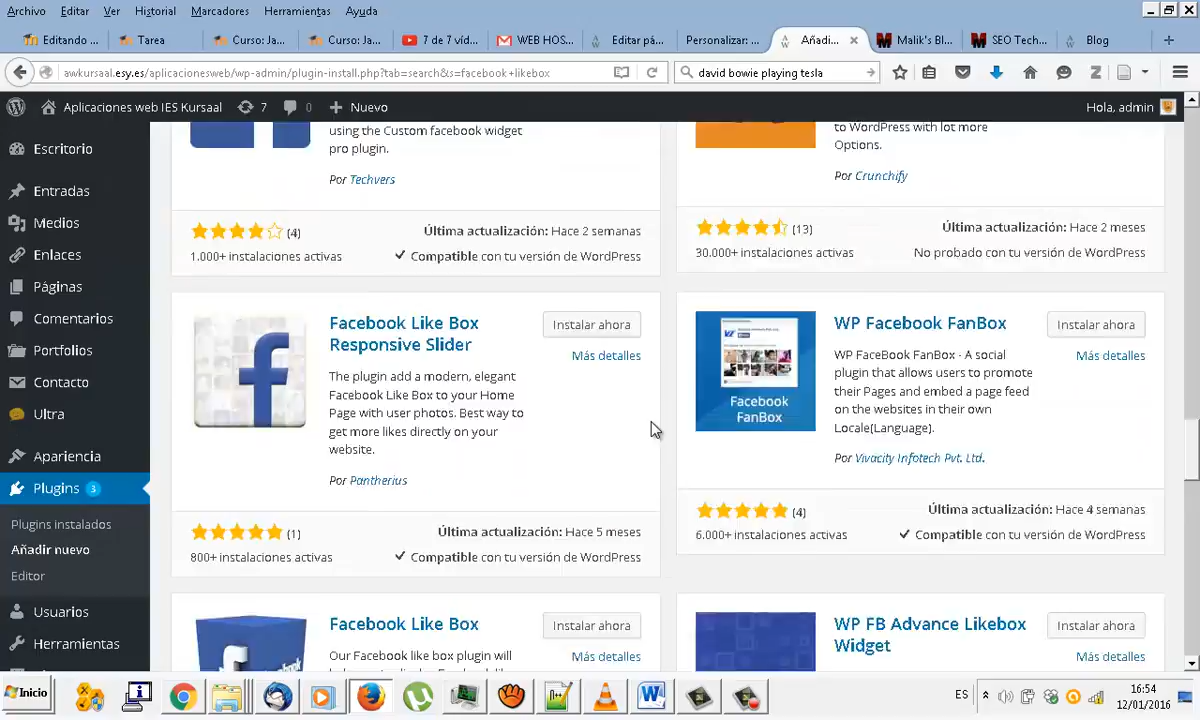 Archivo Editar Ver Historial Marcadores Herramientas Ayuda
Editando ... Tarea Curso: Ja... Curso: Ja... 7 de 7 víd... WEB HOS... Editar pá... Personalizar: ... Añadi... Malik's Bl... SEO Tech... Blog
awkursaal.esy.es/aplicacionesweb/wp-admin/plugin-install.php?tab=search&s=facebook+likebox david bowie playing tesla
Aplicaciones web IES Kursaal 7 0 Nuevo Hola, admin
Escritorio
Entradas
Medios
Enlaces
Páginas
Comentarios
Portfolios
Contacto
Ultra
Apariencia
Plugins 3
Plugins instalados
Añadir nuevo
Editor
Usuarios
Herramientas
using the Custom facebook widget
pro plugin.
Por Techvers
(4)
Última actualización: Hace 2 semanas
1.000+ instalaciones activas
Compatible con tu versión de WordPress
to WordPress with lot more
Options.
Por Crunchify
(13)
Última actualización: Hace 2 meses
30.000+ instalaciones activas
No probado con tu versión de WordPress
Facebook Like Box
Responsive Slider
Instalar ahora
Más detalles
The plugin add a modern, elegant
Facebook Like Box to your Home
Page with user photos. Best way to
get more likes directly on your
website.
Por Pantherius
(1)
Última actualización: Hace 5 meses
800+ instalaciones activas
Compatible con tu versión de WordPress
Facebook
FanBox
WP Facebook FanBox
Instalar ahora
Más detalles
WP FaceBook FanBox - A social
plugin that allows users to promote
their Pages and embed a page feed
on the websites in their own
Locale(Language).
Por Vivacity Infotech Pvt. Ltd.
(4)
Última actualización: Hace 4 semanas
6.000+ instalaciones activas
Compatible con tu versión de WordPress
Facebook Like Box
Instalar ahora
Más detalles
Our Facebook like box plugin will
WP FB Advance Likebox
Widget
Instalar ahora
Más detalles
Inicio
ES
16:54
12/01/2016